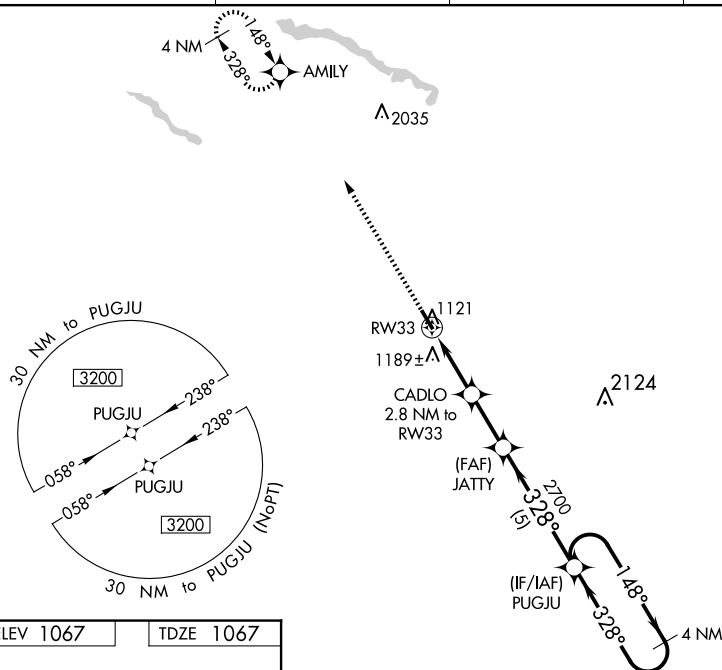 4 NM
148°
328°
AMILY
2035
1121
RW33
1189±
CADLO
2.8 NM to
RW33
2124
(FAF)
JATTY
2700
328°
(5)
(IF/IAF)
PUGJU
148°
328°
4 NM
30 NM to PUGJU
3200
PUGJU
238°
058°
238°
058°
PUGJU
3200
30 NM to PUGJU (NoPT)
LEV 1067
TDZE 1067